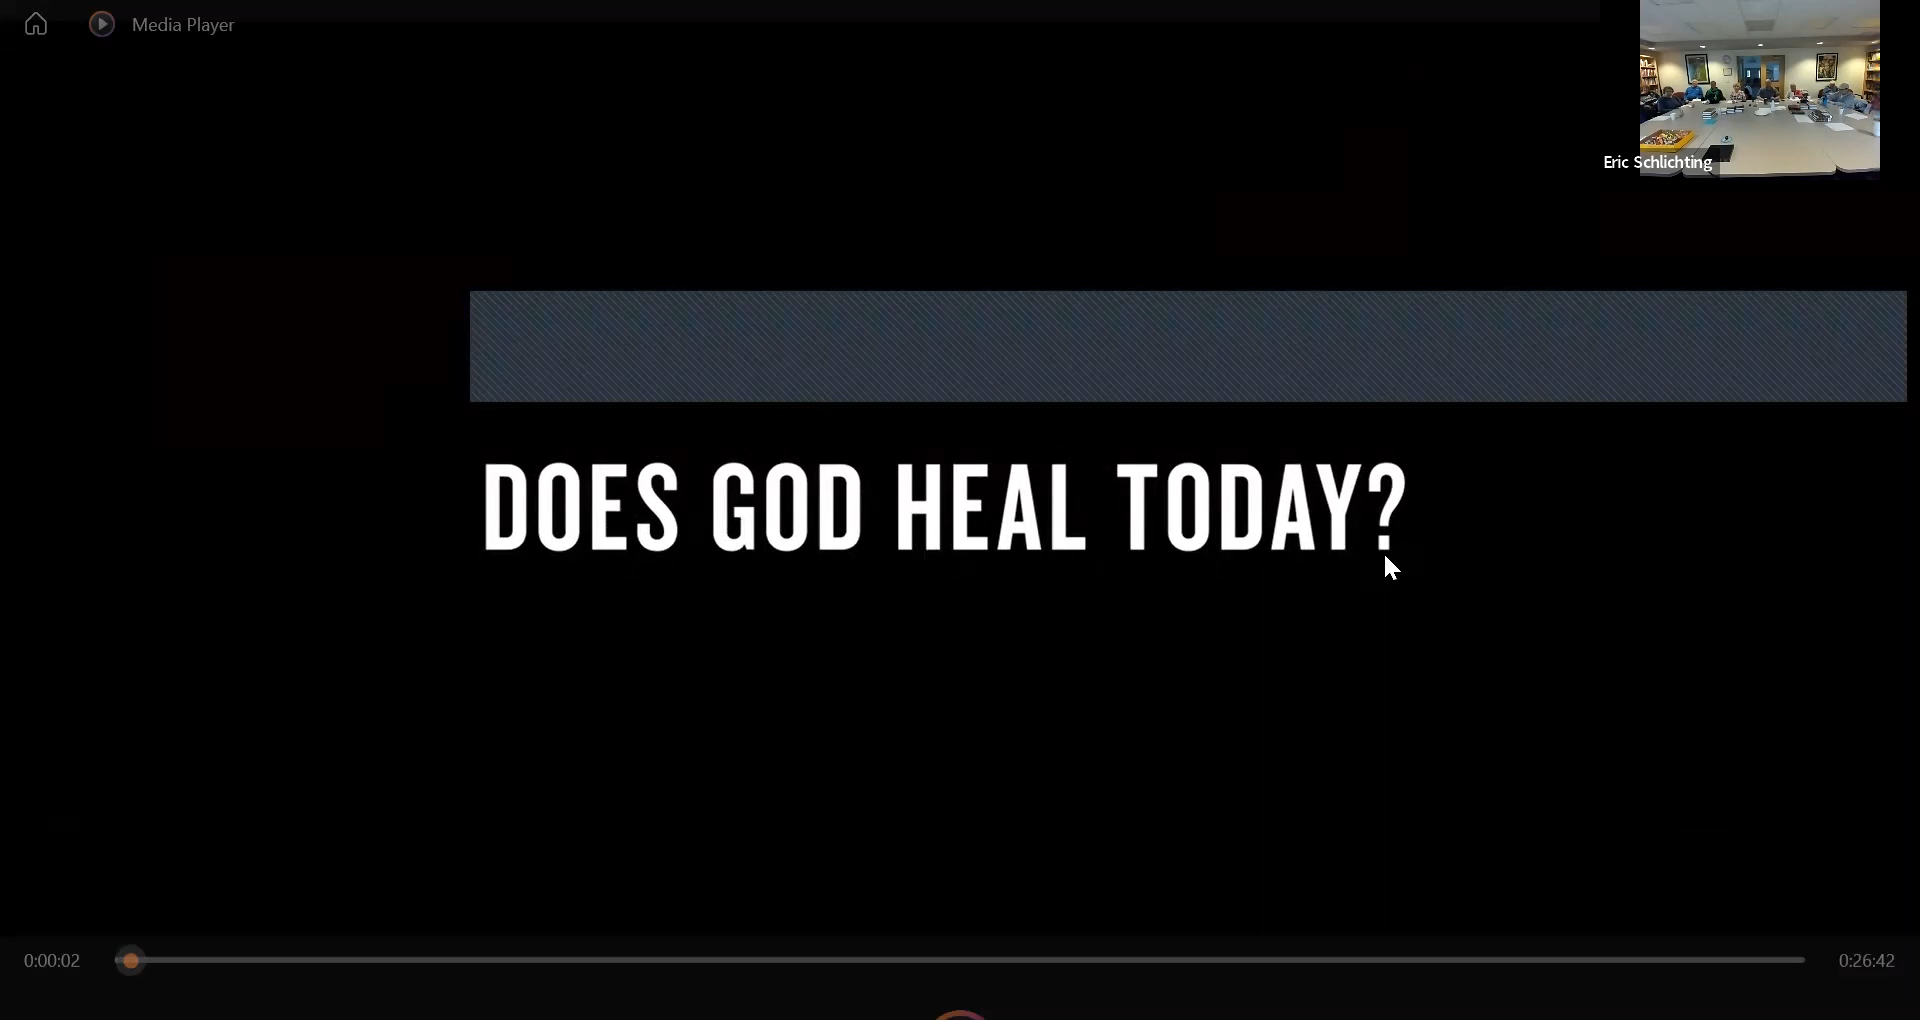 Media Player
Eric Schlichting
DOES GOD HEAL TODAY?
0:00:02
0:26:42